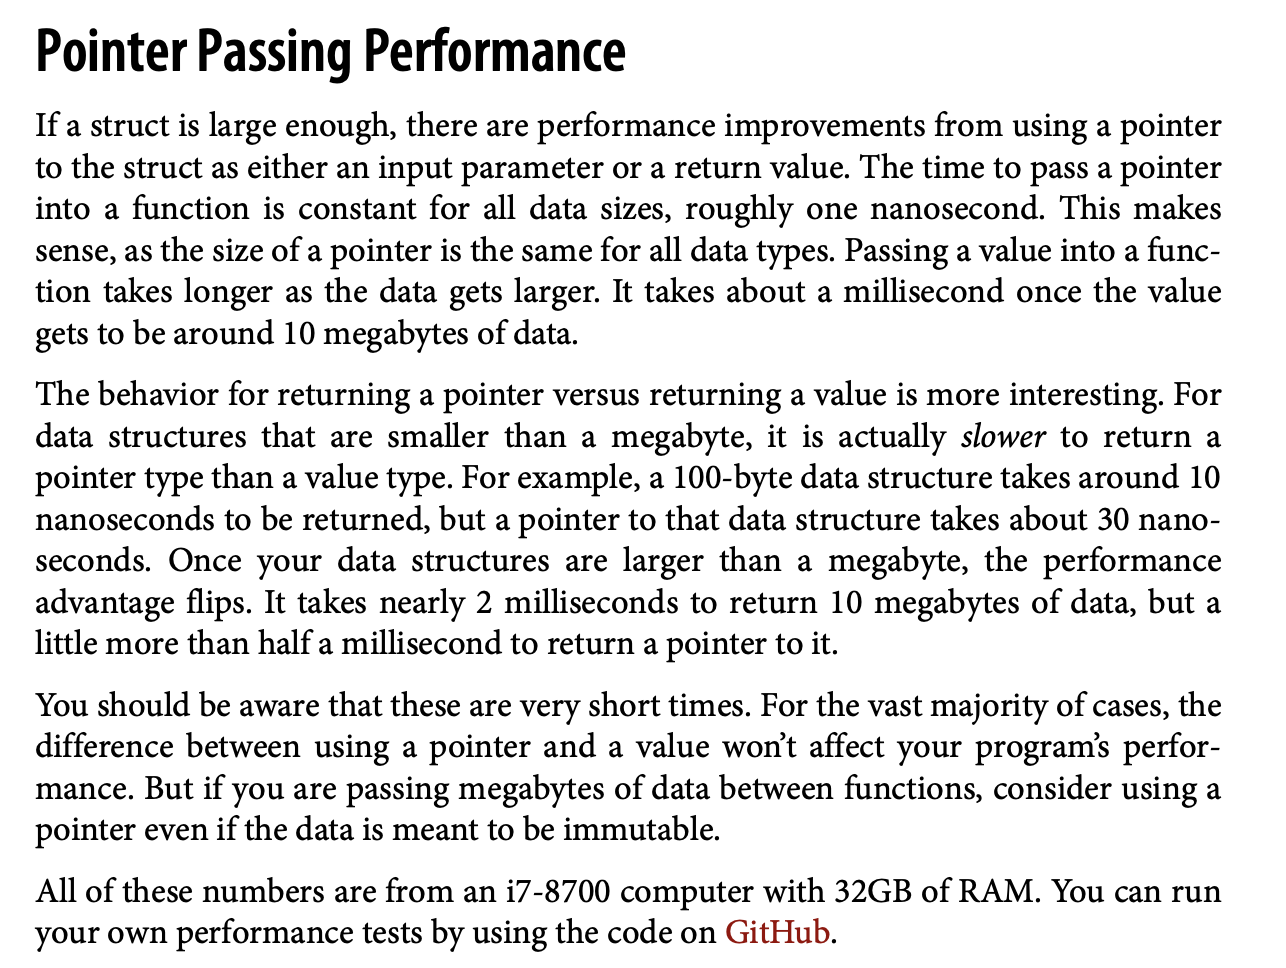 Pointer Passing Performance
If a struct is large enough, there are performance improvements from using a pointer
to the struct as either an input parameter or a return value. The time to pass a pointer
into a function is constant for all data sizes, roughly one nanosecond. This makes
sense, as the size of a pointer is the same for all data types. Passing a value into a func-
tion takes longer as the data gets larger. It takes about a millisecond once the value
gets to be around 10 megabytes of data.
The behavior for returning a pointer versus returning a value is more interesting. For
data structures that are smaller than a megabyte, it is actually slower to return a
pointer type than a value type. For example, a 100-byte data structure takes around 10
nanoseconds to be returned, but a pointer to that data structure takes about 30 nano-
seconds. Once your data structures are larger than a megabyte, the performance
advantage flips. It takes nearly 2 milliseconds to return 10 megabytes of data, but a
little more than half a millisecond to return a pointer to it.
You should be aware that these are very short times. For the vast majority of cases, the
difference between using a pointer and a value won’t affect your program’s perfor-
mance. But if you are passing megabytes of data between functions, consider using a
pointer even if the data is meant to be immutable.
All of these numbers are from an i7-8700 computer with 32GB of RAM. You can run
your own performance tests by using the code on GitHub.